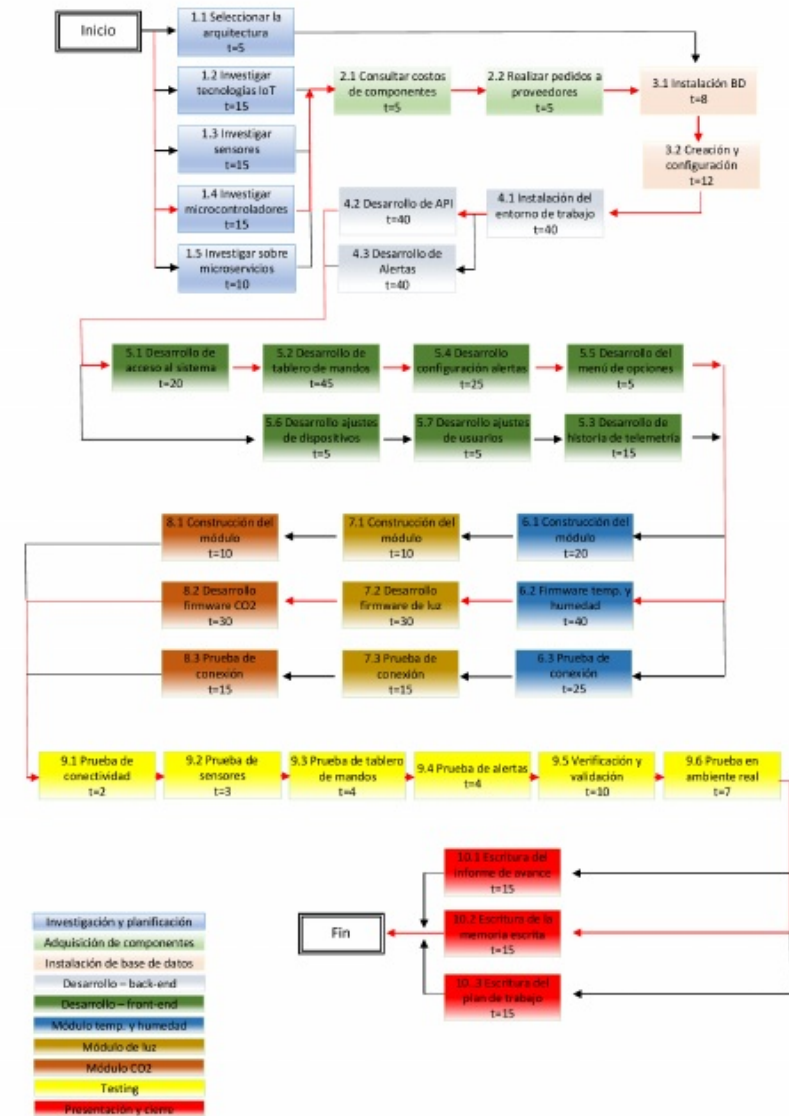 Inicio
1.1 Seleccionar la
arquitectura
t=5
1.2 Investigar
tecnologías IoT
t=15
2.1 Consultar costos
de componentes
t=5
2.2 Realizar pedidos a
proveedores
t=5
3.1 Instalación BD
t=8
1.3 Investigar
sensores
t=15
3.2 Creación y
configuración
t=12
1.4 Investigar
microcontroladores
t=15
4.2 Desarrollo de API
t=40
4.1 Instalación del
entorno de trabajo
t=40
1.5 Investigar sobre
microservicios
t=10
4.3 Desarrollo de
Alertas
t=40
5.1 Desarrollo de
acceso al sistema
t=20
5.2 Desarrollo de
tablero de mandos
t=45
5.4 Desarrollo
configuración alertas
t=25
5.5 Desarrollo del
menú de opciones
t=5
5.6 Desarrollo ajustes
de dispositivos
t=5
5.7 Desarrollo ajustes
de usuarios
t=5
5.3 Desarrollo de
historia de telemetría
t=15
8.1 Construcción del
módulo
t=10
7.1 Construcción del
módulo
t=10
6.1 Construcción del
módulo
t=20
8.2 Desarrollo
firmware CO2
t=30
7.2 Desarrollo
firmware de luz
t=30
6.2 Firmware temp. y
humedad
t=40
8.3 Prueba de
conexión
t=15
7.3 Prueba de
conexión
t=15
6.3 Prueba de
conexión
t=25
9.1 Prueba de
conectividad
t=2
9.2 Prueba de
sensores
t=3
9.3 Prueba de tablero
de mandos
t=4
9.4 Prueba de alertas
t=4
9.5 Verificación y
validación
t=10
9.6 Prueba en
ambiente real
t=7
10.1 Escritura del
informe de avance
t=15
10.2 Escritura de la
memoria escrita
t=15
Fin
10..3 Escritura del
plan de trabajo
t=15
Investigación y planificación
Adquisición de componentes
Instalación de base de datos
Desarrollo – back-end
Desarrollo – front-end
Módulo temp. y humedad
Módulo de luz
Módulo CO2
Testing
Presentación y cierre